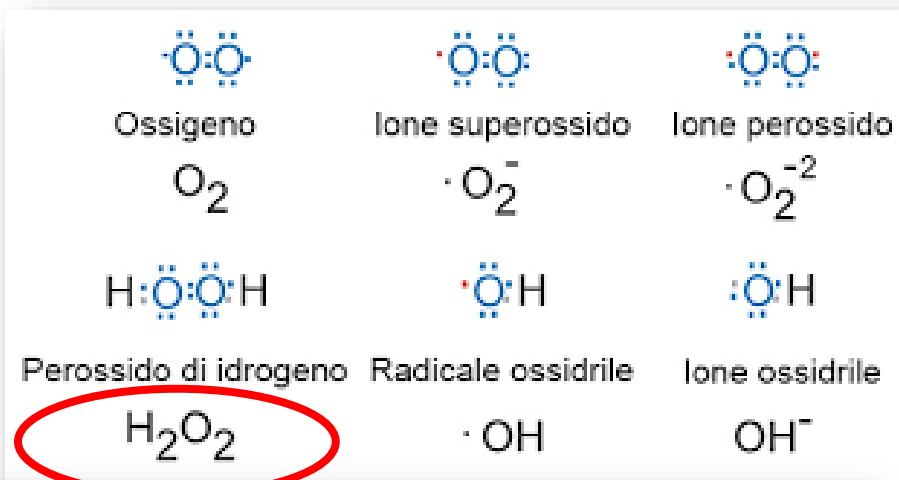 ·Ö:Ö· ·Ö:Ö: :Ö:Ö:
Ossigeno Ione superossido Ione perossido
O₂ ·O₂⁻ ·O₂⁻²
H:Ö:Ö:H ·Ö:H :Ö:H
Perossido di idrogeno Radicale ossidrile Ione ossidrile
H₂O₂ ·OH OH⁻